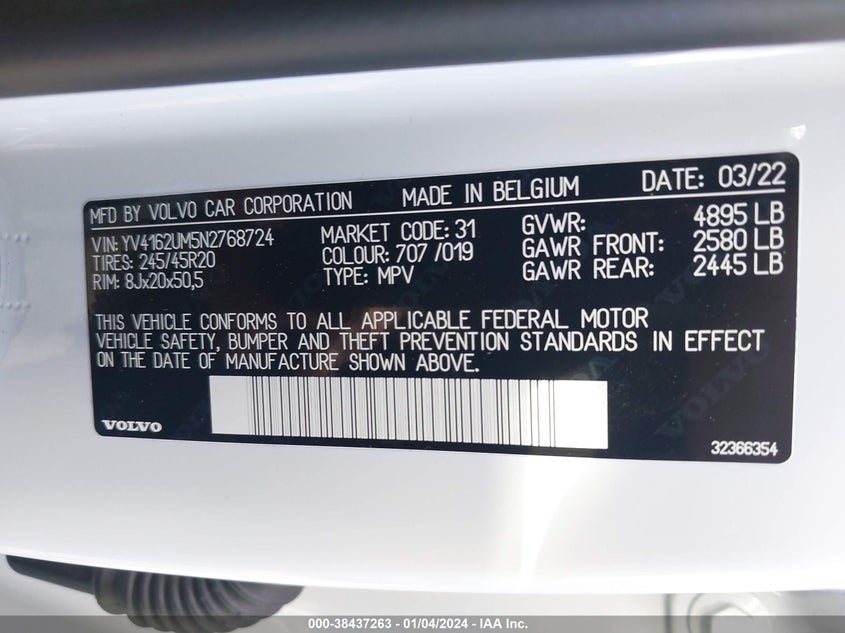 MFD BY VOLVO CAR CORPORATION MADE IN BELGIUM DATE: 03/22
VIN: YV4162UM5N2768724 MARKET CODE: 31 GVWR: 4895 LB
TIRES: 245/45R20 COLOUR: 707 /019 GAWR FRONT: 2580 LB
RIM: 8Jx20x50,5 TYPE: MPV GAWR REAR: 2445 LB
THIS VEHICLE CONFORMS TO ALL APPLICABLE FEDERAL MOTOR
VEHICLE SAFETY, BUMPER AND THEFT PREVENTION STANDARDS IN EFFECT
ON THE DATE OF MANUFACTURE SHOWN ABOVE.
VOLVO 32366354
000-38437263 - 01/04/2024 - IAA Inc.